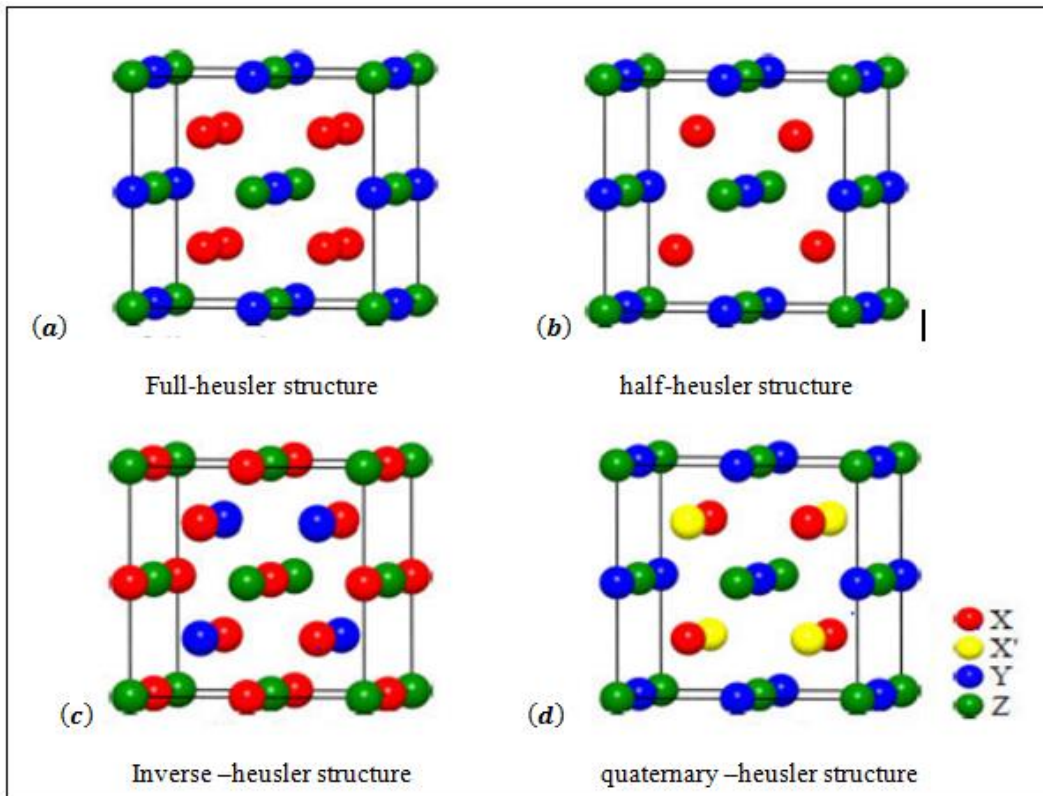 (a)
Full-heusler structure
(b)
half-heusler structure
(c)
Inverse –heusler structure
(d)
quaternary –heusler structure
X
X'
Y
Z